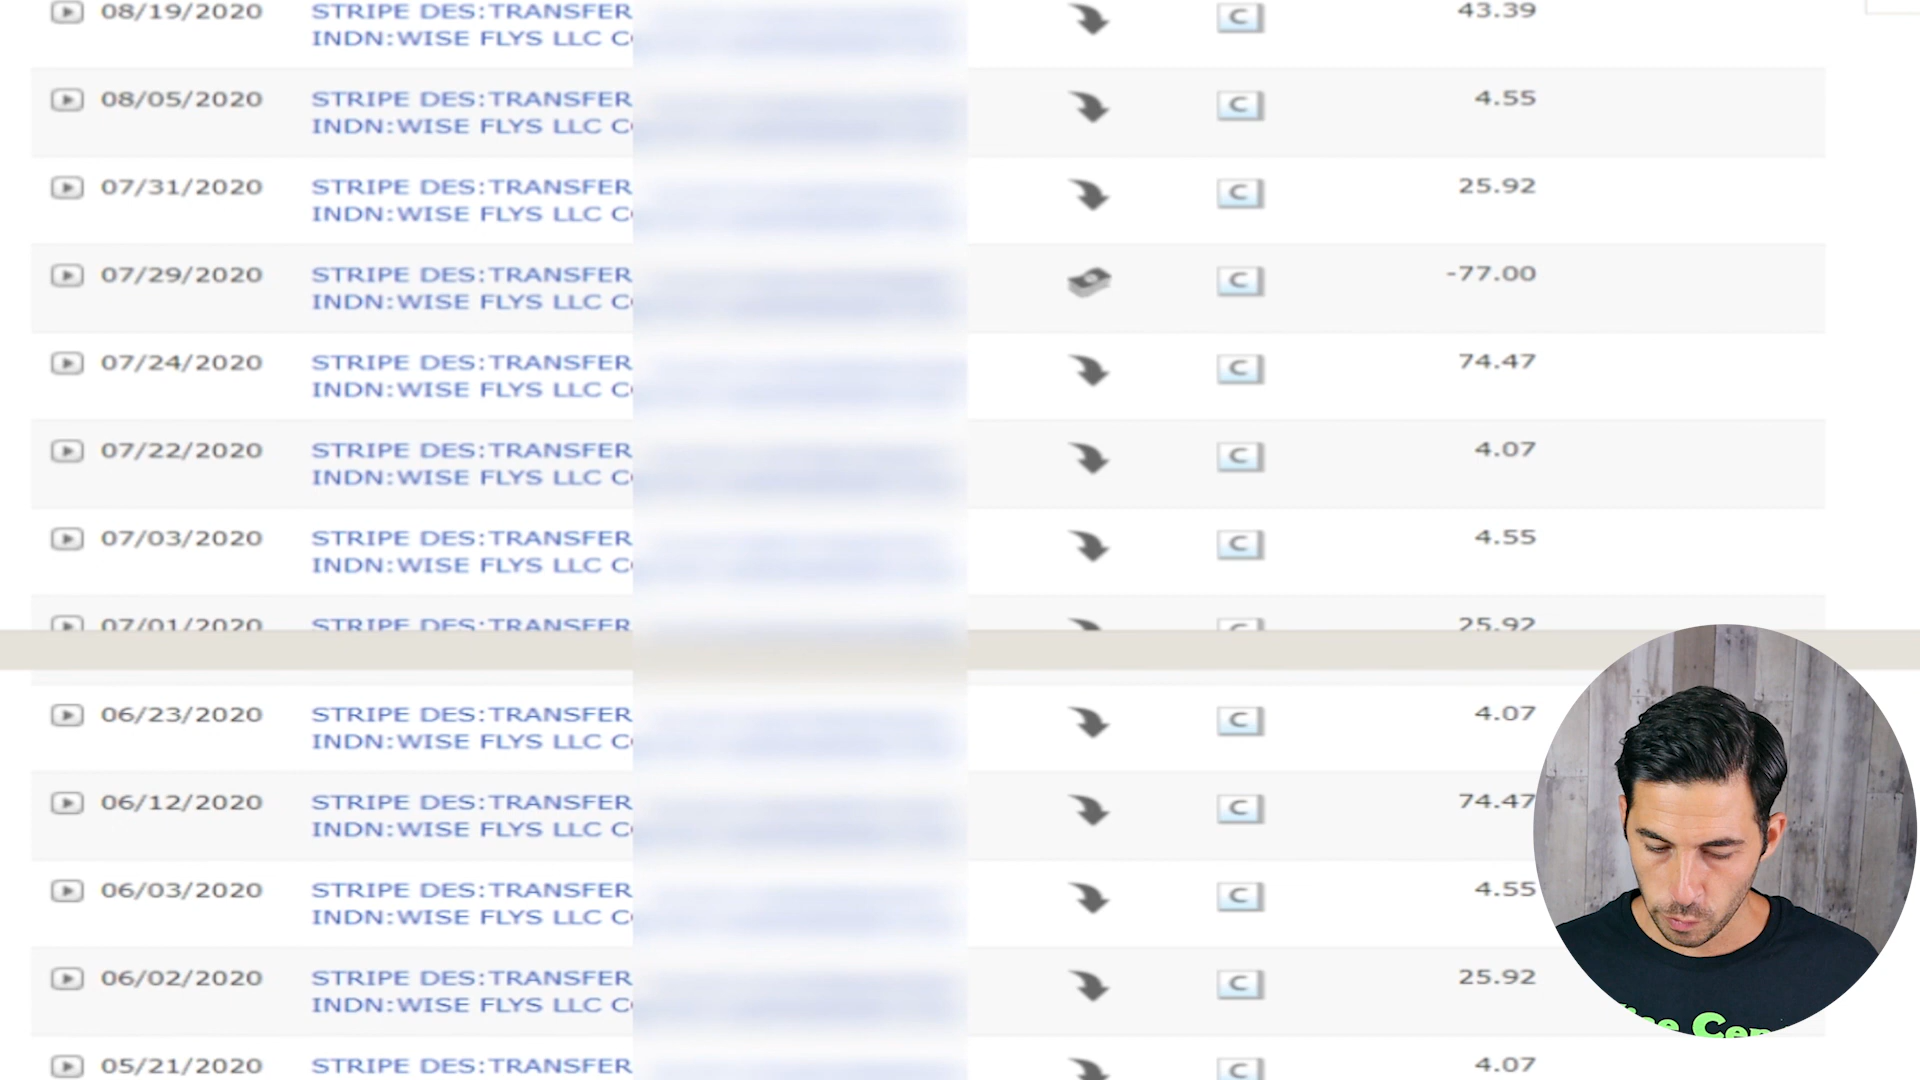 08/19/2020 STRIPE DES:TRANSFER C 43.39
INDN:WISE FLYS LLC
08/05/2020 STRIPE DES:TRANSFER C 4.55
INDN:WISE FLYS LLC
07/31/2020 STRIPE DES:TRANSFER C 25.92
INDN:WISE FLYS LLC
07/29/2020 STRIPE DES:TRANSFER C -77.00
INDN:WISE FLYS LLC
07/24/2020 STRIPE DES:TRANSFER C 74.47
INDN:WISE FLYS LLC
07/22/2020 STRIPE DES:TRANSFER C 4.07
INDN:WISE FLYS LLC
07/03/2020 STRIPE DES:TRANSFER C 4.55
INDN:WISE FLYS LLC
07/01/2020 STRIPE DES:TRANSFER C 25.92
06/23/2020 STRIPE DES:TRANSFER C 4.07
INDN:WISE FLYS LLC
06/12/2020 STRIPE DES:TRANSFER C 74.47
INDN:WISE FLYS LLC
06/03/2020 STRIPE DES:TRANSFER C 4.55
INDN:WISE FLYS LLC
06/02/2020 STRIPE DES:TRANSFER C 25.92
INDN:WISE FLYS LLC
05/21/2020 STRIPE DES:TRANSFER C 4.07